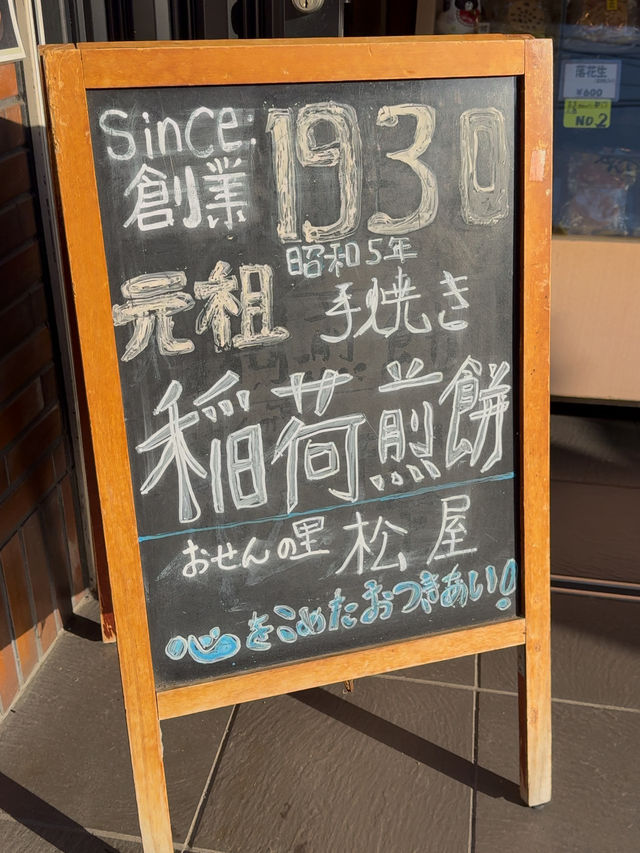 Since: 1930
創業
昭和5年
元祖 手焼き
稲荷煎餅
おせんの里 松屋
心をこめたおつきあい!
落花生
¥600
NO.2